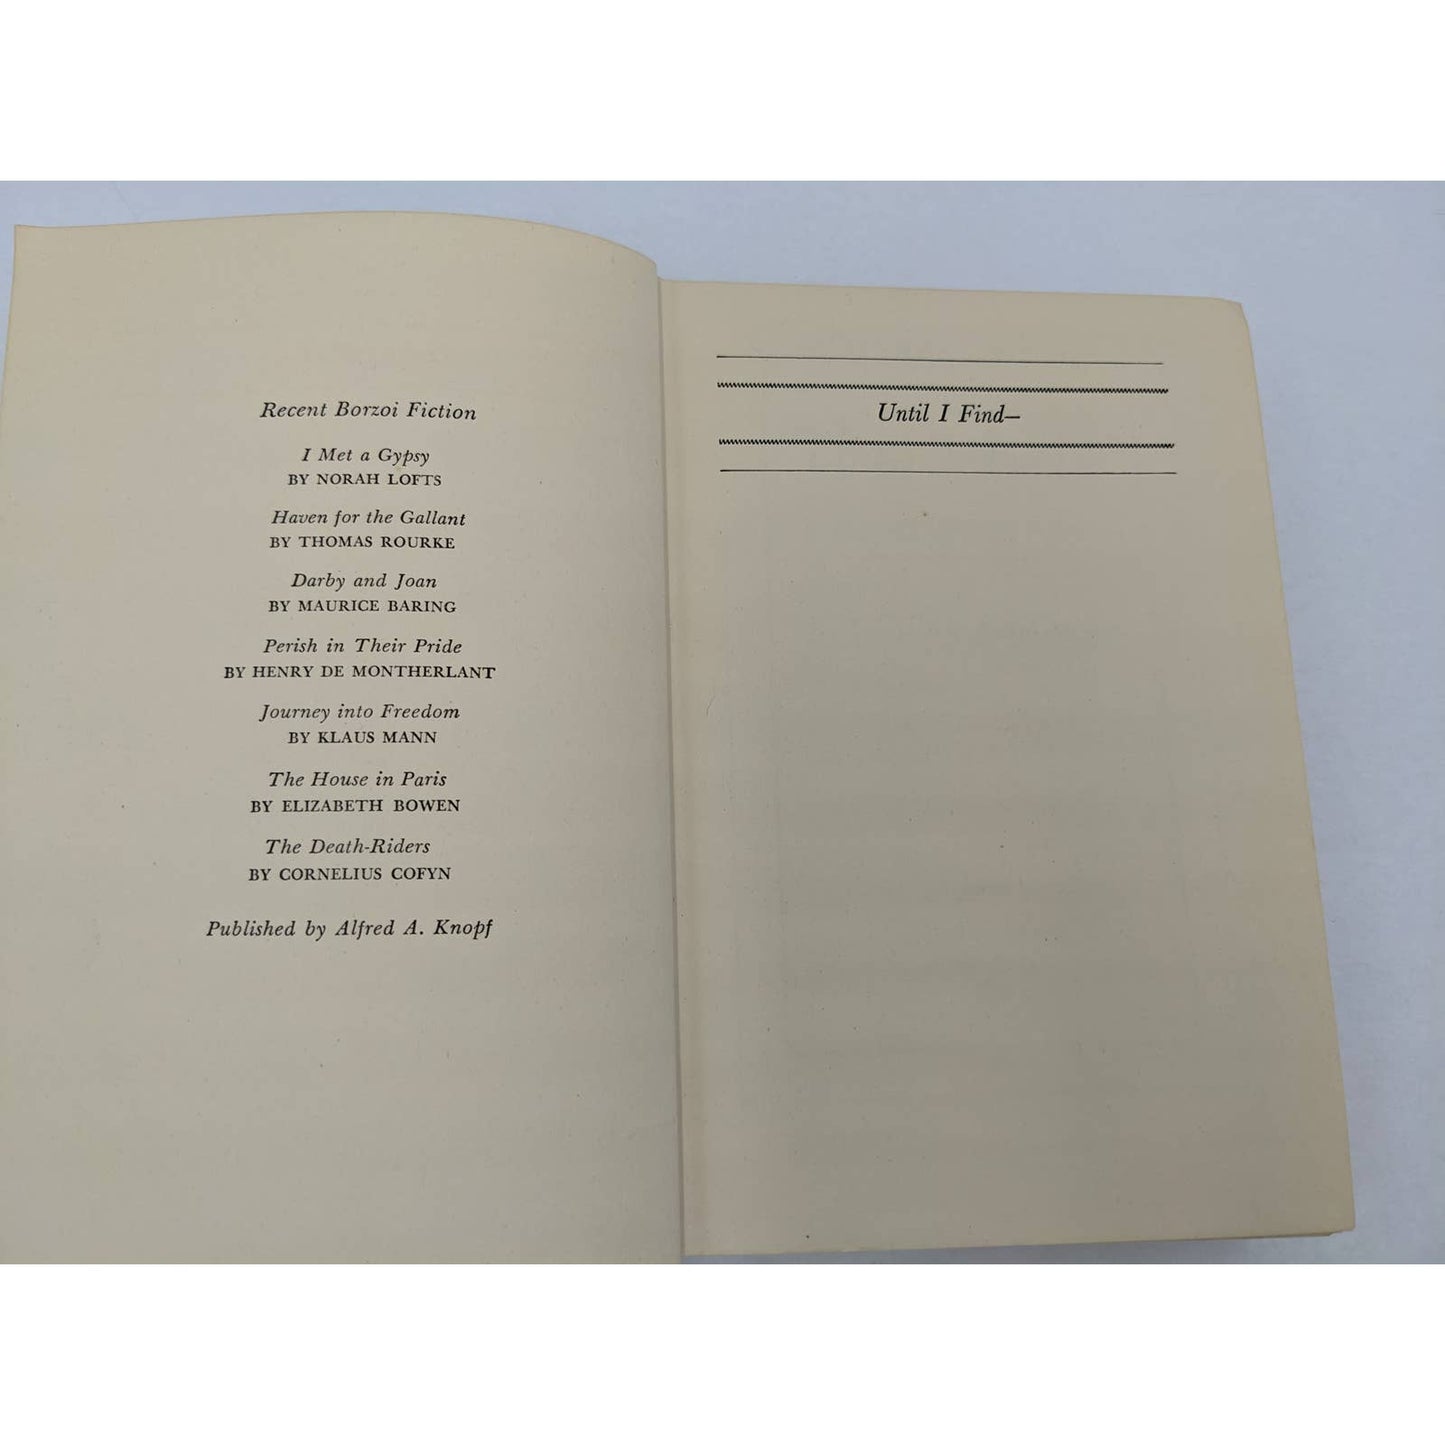 Recent Borzoi Fiction
I Met a Gypsy
BY NORAH LOFTS
Haven for the Gallant
BY THOMAS ROURKE
Darby and Joan
BY MAURICE BARING
Perish in Their Pride
BY HENRY DE MONTHERLANT
Journey into Freedom
BY KLAUS MANN
The House in Paris
BY ELIZABETH BOWEN
The Death-Riders
BY CORNELIUS COFYN
Published by Alfred A. Knopf
Until I Find—